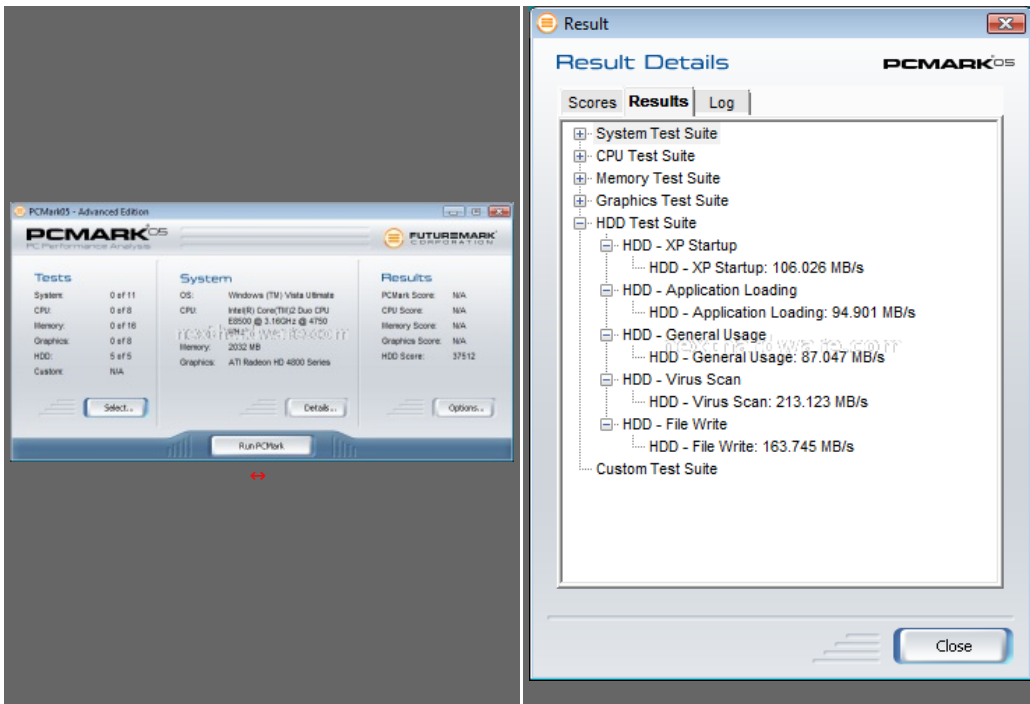 PCMark05 - Advanced Edition
PCMARK05
PC Performance Analysis
FUTUREMARK
CORPORATION
Tests
System: 0 of 11
CPU: 0 of 8
Memory: 0 of 16
Graphics: 0 of 8
HDD: 5 of 5
Custom: N/A
Select...
System
OS: Windows (TM) Vista Ultimate
CPU: Intel(R) Core(TM)2 Duo CPU
E8500 @ 3.16GHz @ 4750
MHz
Memory: 2032 MB
Graphics: ATI Radeon HD 4800 Series
Details...
Results
PCMark Score: N/A
CPU Score: N/A
Memory Score: N/A
Graphics Score: N/A
HDD Score: 37512
Options...
Run PCMark
nexthardware.com
Result
Result Details
PCMARK05
Scores Results Log
System Test Suite
CPU Test Suite
Memory Test Suite
Graphics Test Suite
HDD Test Suite
HDD - XP Startup
HDD - XP Startup: 106.026 MB/s
HDD - Application Loading
HDD - Application Loading: 94.901 MB/s
HDD - General Usage
HDD - General Usage: 87.047 MB/s
HDD - Virus Scan
HDD - Virus Scan: 213.123 MB/s
HDD - File Write
HDD - File Write: 163.745 MB/s
Custom Test Suite
nexthardware.com
Close